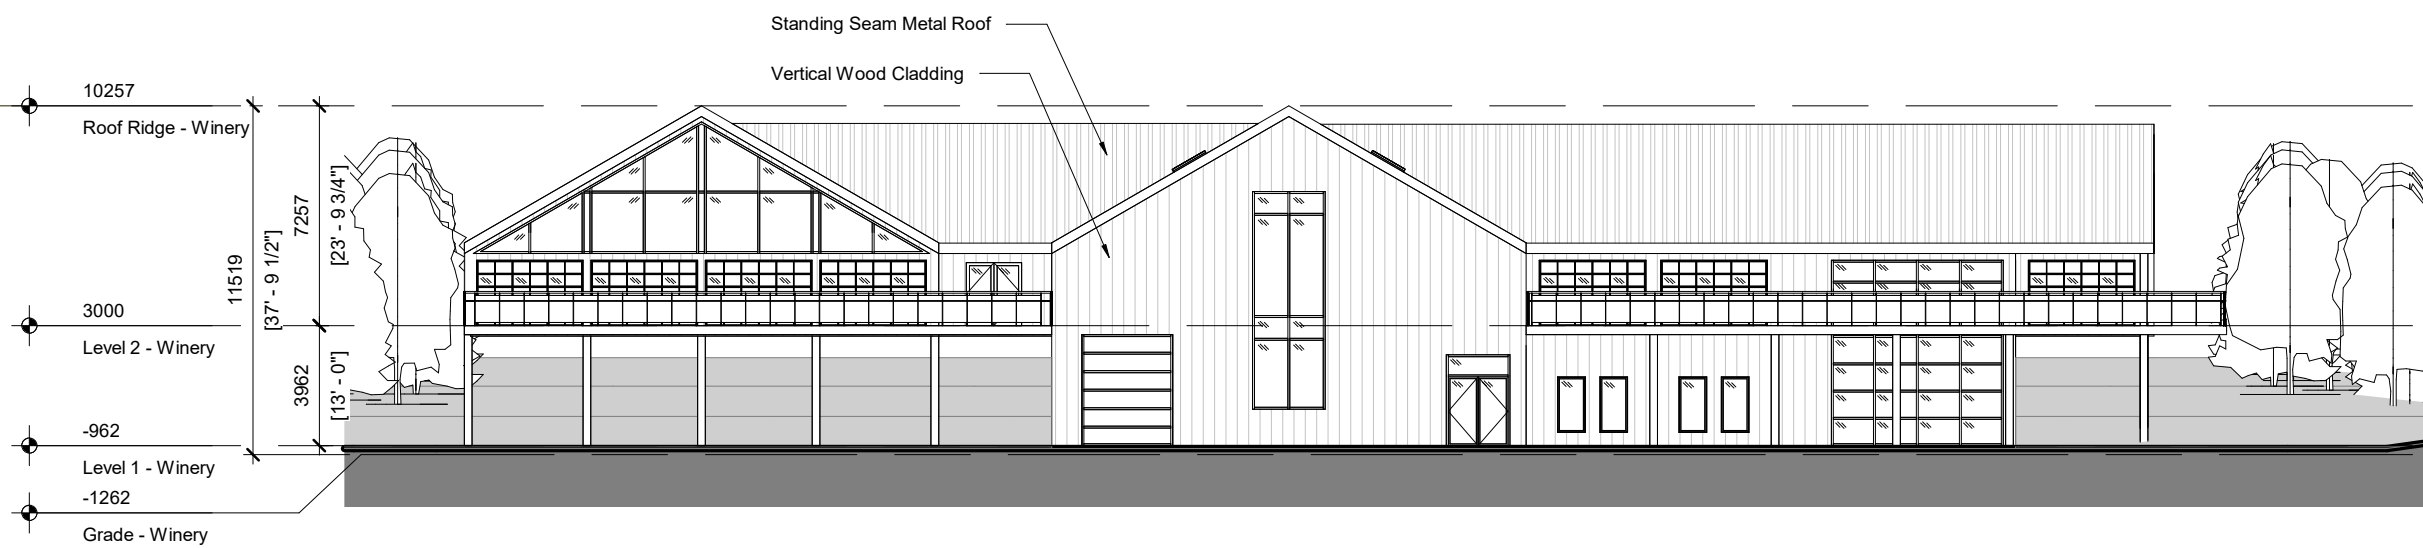 Standing Seam Metal Roof
Vertical Wood Cladding
10257
Roof Ridge - Winery
7257
[23' - 9 3/4"]
11519
[37' - 9 1/2"]
3000
Level 2 - Winery
3962
[13' - 0"]
-962
Level 1 - Winery
-1262
Grade - Winery